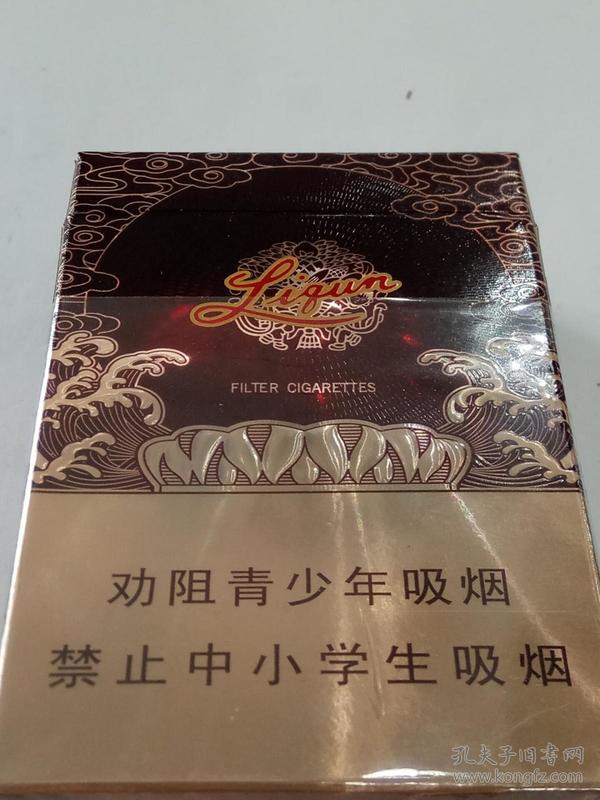 Liqun
FILTER CIGARETTES
劝阻青少年吸烟
禁止中小学生吸烟
孔夫子旧书网
www.kongfz.com